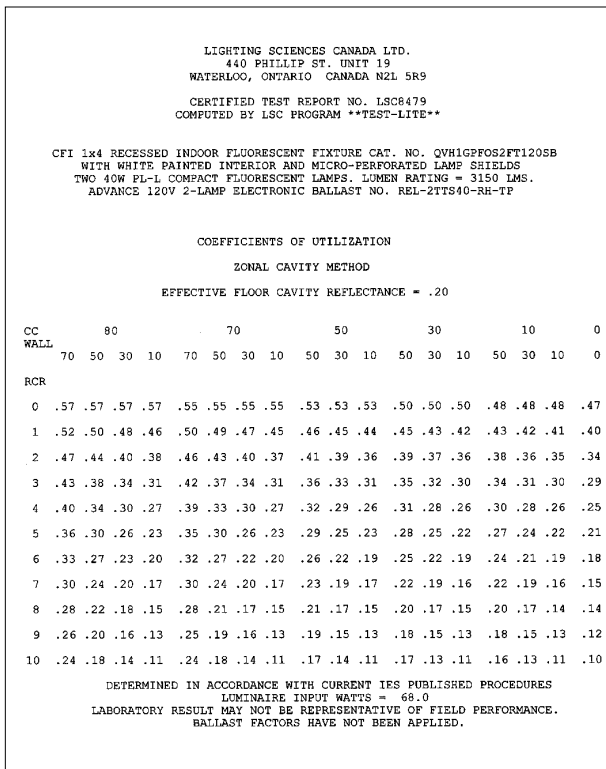 LIGHTING SCIENCES CANADA LTD.
440 PHILLIP ST. UNIT 19
WATERLOO, ONTARIO CANADA N2L 5R9
CERTIFIED TEST REPORT NO. LSC8479
COMPUTED BY LSC PROGRAM **TEST-LITE**
CFI 1x4 RECESSED INDOOR FLUORESCENT FIXTURE CAT. NO. QVH1GPFOS2FT120SB
WITH WHITE PAINTED INTERIOR AND MICRO-PERFORATED LAMP SHIELDS
TWO 40W PL-L COMPACT FLUORESCENT LAMPS. LUMEN RATING = 3150 LMS.
ADVANCE 120V 2-LAMP ELECTRONIC BALLAST NO. REL-2TTS40-RH-TP
COEFFICIENTS OF UTILIZATION
ZONAL CAVITY METHOD
EFFECTIVE FLOOR CAVITY REFLECTANCE = .20
CC 80 70 50 30 10 0
WALL
70 50 30 10 70 50 30 10 50 30 10 50 30 10 50 30 10 0
RCR
0 .57 .57 .57 .57 .55 .55 .55 .55 .53 .53 .53 .50 .50 .50 .48 .48 .48 .47
1 .52 .50 .48 .46 .50 .49 .47 .45 .46 .45 .44 .45 .43 .42 .43 .42 .41 .40
2 .47 .44 .40 .38 .46 .43 .40 .37 .41 .39 .36 .39 .37 .36 .38 .36 .35 .34
3 .43 .38 .34 .31 .42 .37 .34 .31 .36 .33 .31 .35 .32 .30 .34 .31 .30 .29
4 .40 .34 .30 .27 .39 .33 .30 .27 .32 .29 .26 .31 .28 .26 .30 .28 .26 .25
5 .36 .30 .26 .23 .35 .30 .26 .23 .29 .25 .23 .28 .25 .22 .27 .24 .22 .21
6 .33 .27 .23 .20 .32 .27 .22 .20 .26 .22 .19 .25 .22 .19 .24 .21 .19 .18
7 .30 .24 .20 .17 .30 .24 .20 .17 .23 .19 .17 .22 .19 .16 .22 .19 .16 .15
8 .28 .22 .18 .15 .28 .21 .17 .15 .21 .17 .15 .20 .17 .15 .20 .17 .14 .14
9 .26 .20 .16 .13 .25 .19 .16 .13 .19 .15 .13 .18 .15 .13 .18 .15 .13 .12
10 .24 .18 .14 .11 .24 .18 .14 .11 .17 .14 .11 .17 .13 .11 .16 .13 .11 .10
DETERMINED IN ACCORDANCE WITH CURRENT IES PUBLISHED PROCEDURES
LUMINAIRE INPUT WATTS = 68.0
LABORATORY RESULT MAY NOT BE REPRESENTATIVE OF FIELD PERFORMANCE.
BALLAST FACTORS HAVE NOT BEEN APPLIED.